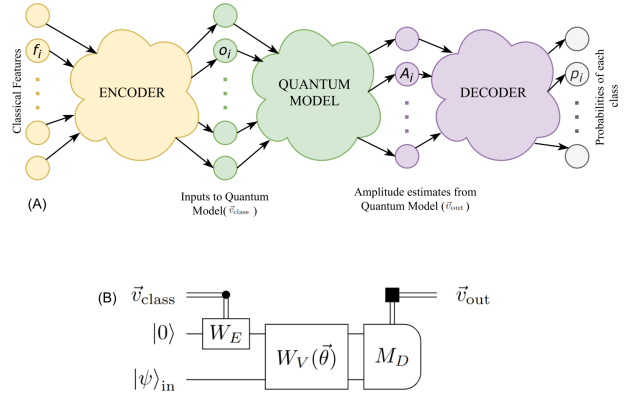 Classical Features
f_i
ENCODER
o_i
QUANTUM
MODEL
A_i
DECODER
p_i
Probabilities of each
class
Inputs to Quantum
Model(v⃗_class )
Amplitude estimates from
Quantum Model (v⃗_out)
(A)
(B)
v⃗_class
v⃗_out
|0⟩
W_E
W_V(θ⃗)
M_D
|ψ⟩_in